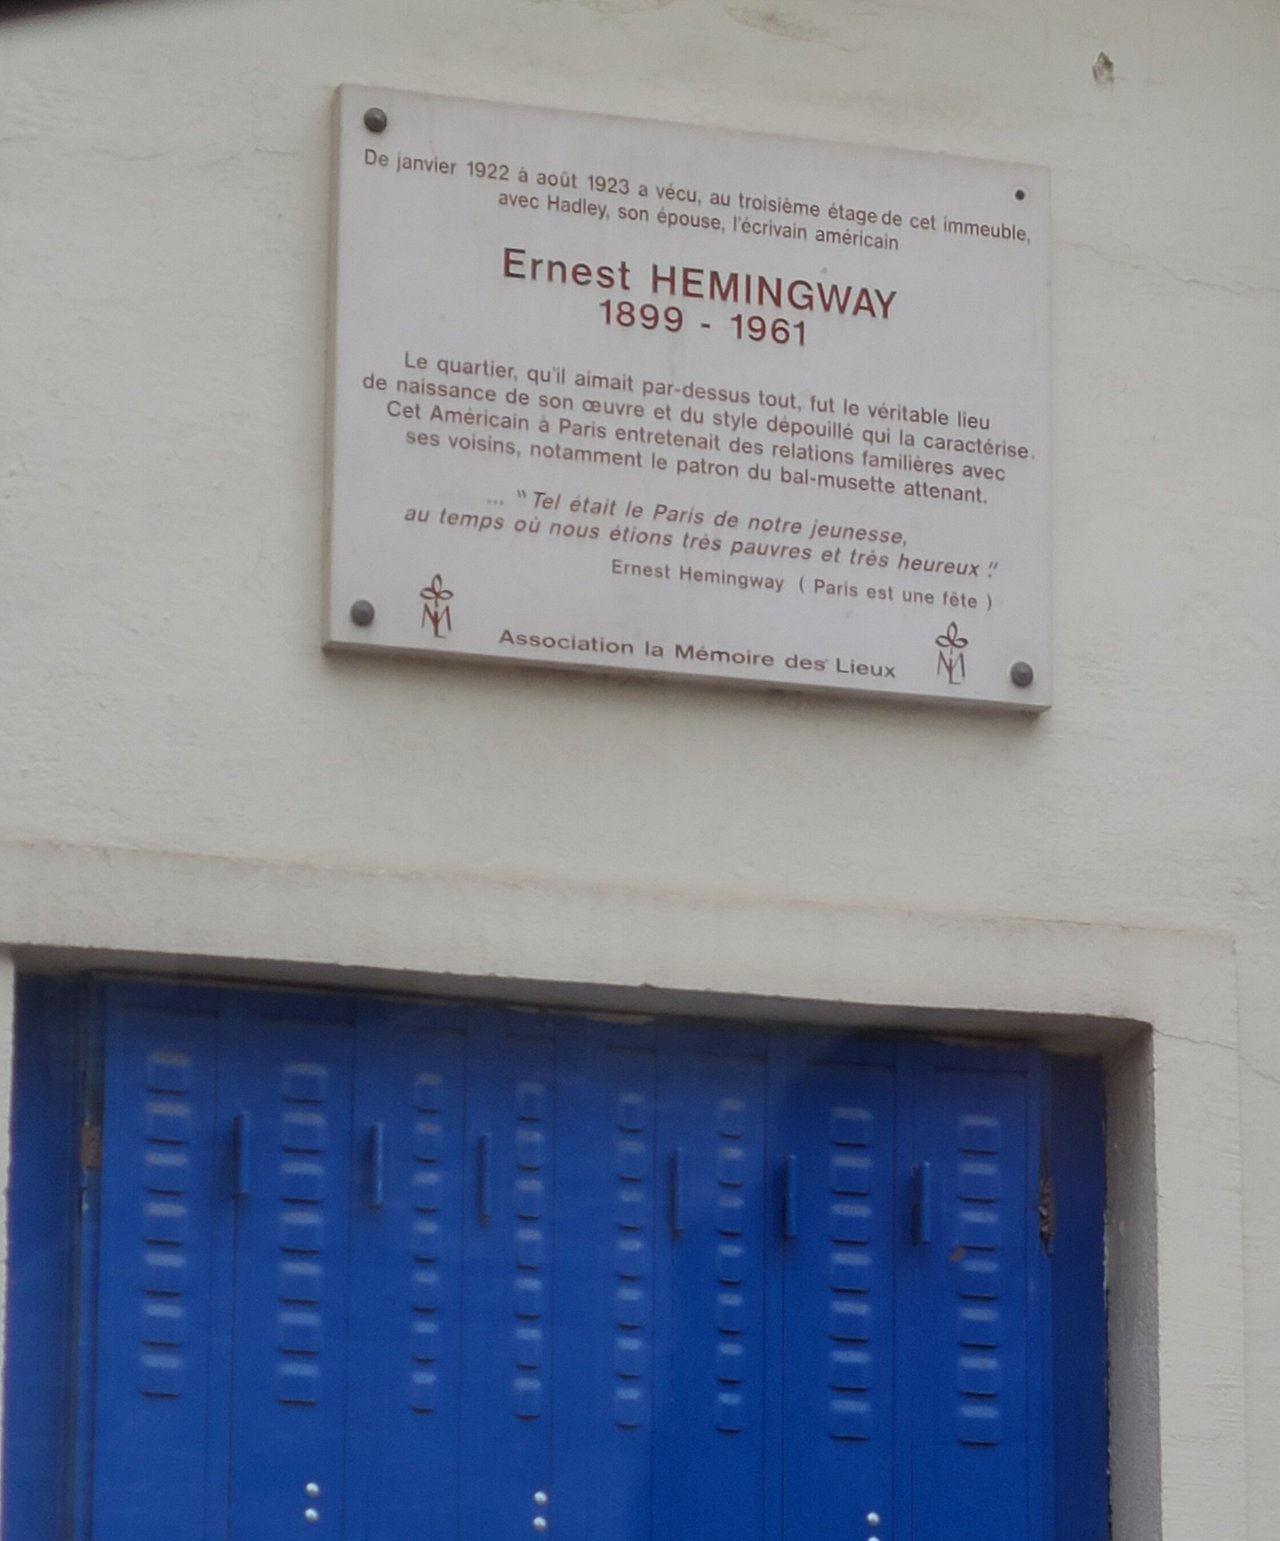 De janvier 1922 à août 1923 a vécu, au troisième étage de cet immeuble,
avec Hadley, son épouse, l'écrivain américain
Ernest HEMINGWAY
1899 - 1961
Le quartier, qu'il aimait par-dessus tout, fut le véritable lieu
de naissance de son œuvre et du style dépouillé qui la caractérise.
Cet Américain à Paris entretenait des relations familières avec
ses voisins, notamment le patron du bal-musette attenant.
... "Tel était le Paris de notre jeunesse,
au temps où nous étions très pauvres et très heureux."
Ernest Hemingway ( Paris est une fête )
Association la Mémoire des Lieux